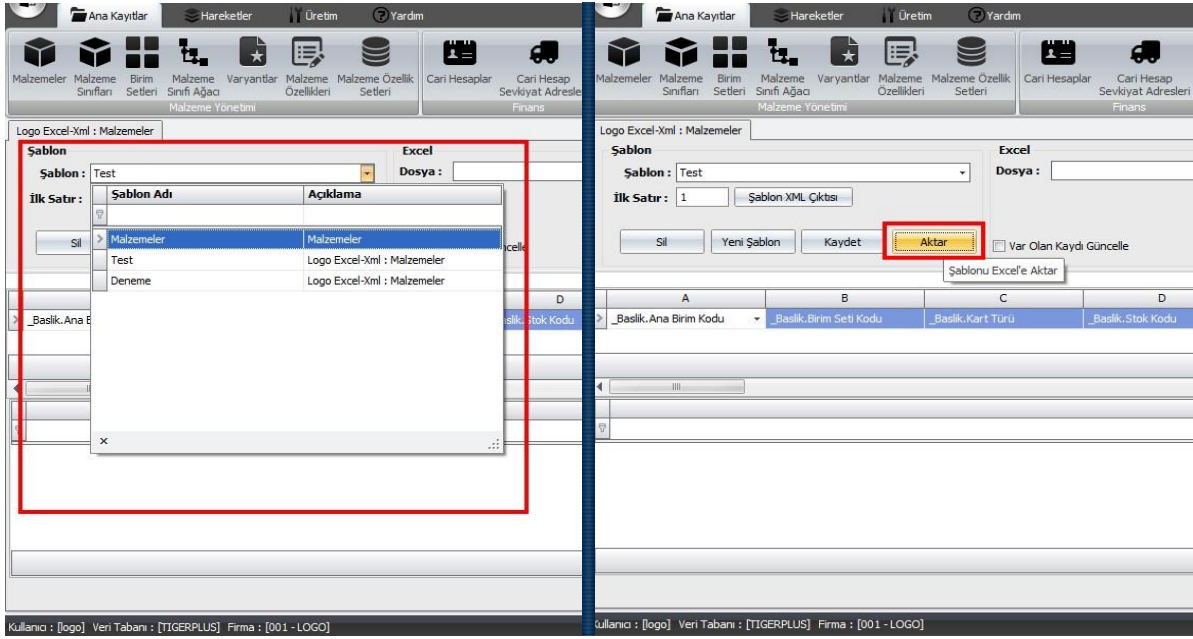 Ana Kayıtlar Hareketler Üretim Yardım
Malzemeler Malzeme Sınıfları Birim Setleri Malzeme Sınıfı Ağacı Varyantlar Malzeme Özellikleri Malzeme Özellik Setleri Cari Hesaplar Cari Hesap Sevkiyat Adresle
Malzeme Yönetimi Finans
Logo Excel-Xml : Malzemeler
Şablon Excel
Şablon : Test Dosya :
İlk Satır :
Şablon Adı Açıklama
Malzemeler Malzemeler
Sil
Test Logo Excel-Xml : Malzemeler
Deneme Logo Excel-Xml : Malzemeler
D
_Baslik.Ana B
Kullanıcı : [logo] Veri Tabanı : [TIGERPLUS] Firma : [001 - LOGO]
Ana Kayıtlar Hareketler Üretim Yardım
Malzemeler Malzeme Sınıfları Birim Setleri Malzeme Sınıfı Ağacı Varyantlar Malzeme Özellikleri Malzeme Özellik Setleri Cari Hesaplar Cari Hesap Sevkiyat Adresleri
Malzeme Yönetimi Finans
Logo Excel-Xml : Malzemeler
Şablon Excel
Şablon : Test Dosya :
İlk Satır : 1 Şablon XML Çıktısı
Sil Yeni Şablon Kaydet Aktar Var Olan Kaydı Güncelle
Şablonu Excel'e Aktar
A B C D
_Baslik.Ana Birim Kodu _Baslik.Birim Seti Kodu _Baslik.Kart Türü _Baslik.Stok Kodu
Kullanıcı : [logo] Veri Tabanı : [TIGERPLUS] Firma : [001 - LOGO]